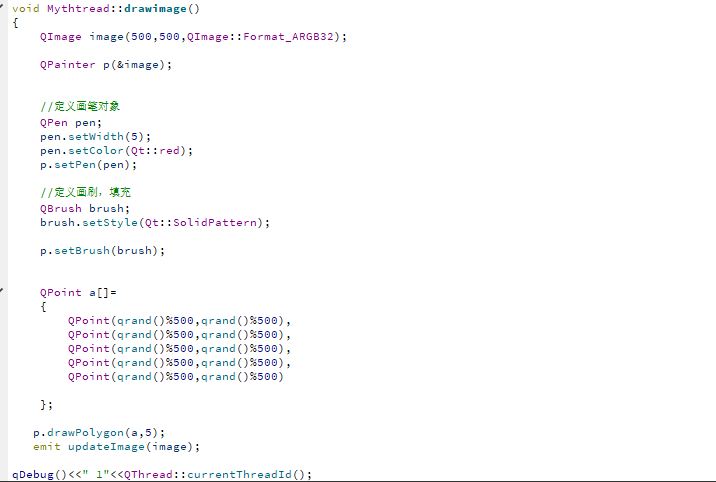 void Mythtread::drawimage()
{
QImage image(500,500,QImage::Format_ARGB32);
QPainter p(&image);
//定义画笔对象
QPen pen;
pen.setWidth(5);
pen.setColor(Qt::red);
p.setPen(pen);
//定义画刷，填充
QBrush brush;
brush.setStyle(Qt::SolidPattern);
p.setBrush(brush);
QPoint a[]=
{
QPoint(qrand()%500,qrand()%500),
QPoint(qrand()%500,qrand()%500),
QPoint(qrand()%500,qrand()%500),
QPoint(qrand()%500,qrand()%500),
QPoint(qrand()%500,qrand()%500)
};
p.drawPolygon(a,5);
emit updateImage(image);
qDebug()<<" 1"<<QThread::currentThreadId();